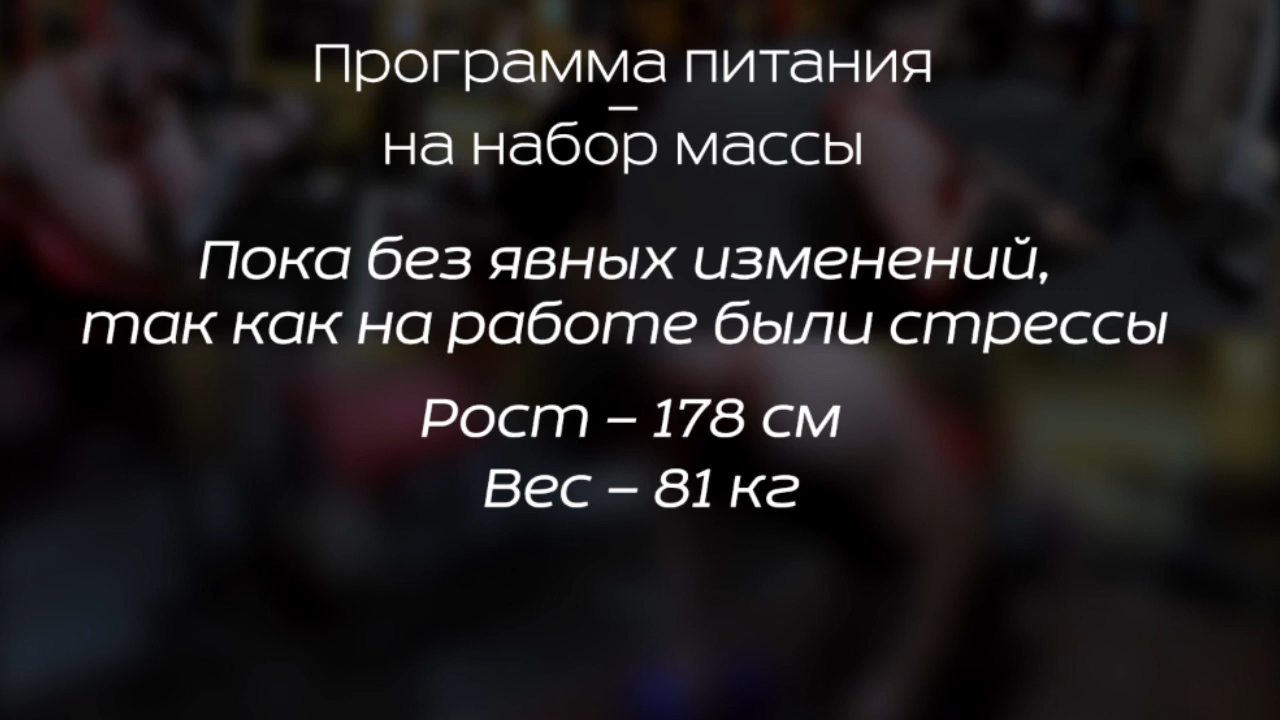 Программа питания
–
на набор массы
Пока без явных изменений,
так как на работе были стрессы
Рост – 178 см
Вес – 81 кг